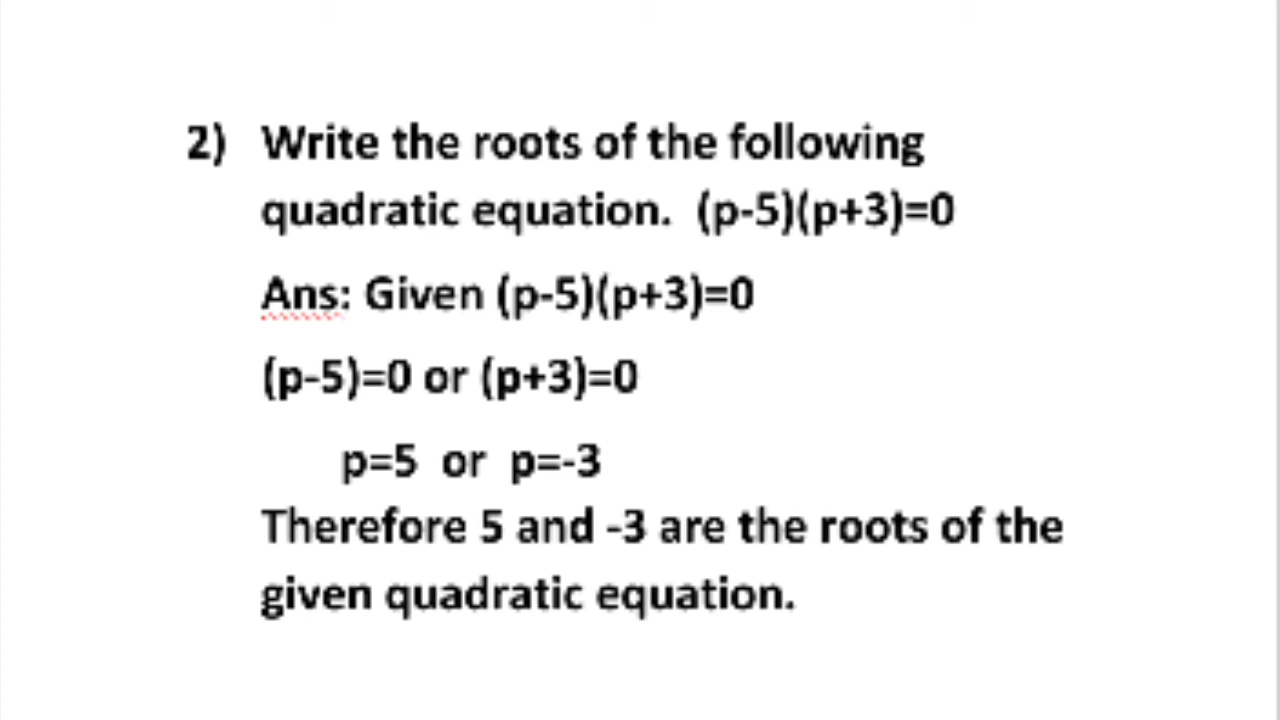 2) Write the roots of the following
quadratic equation. (p-5)(p+3)=0
Ans: Given (p-5)(p+3)=0
(p-5)=0 or (p+3)=0
p=5 or p=-3
Therefore 5 and -3 are the roots of the
given quadratic equation.